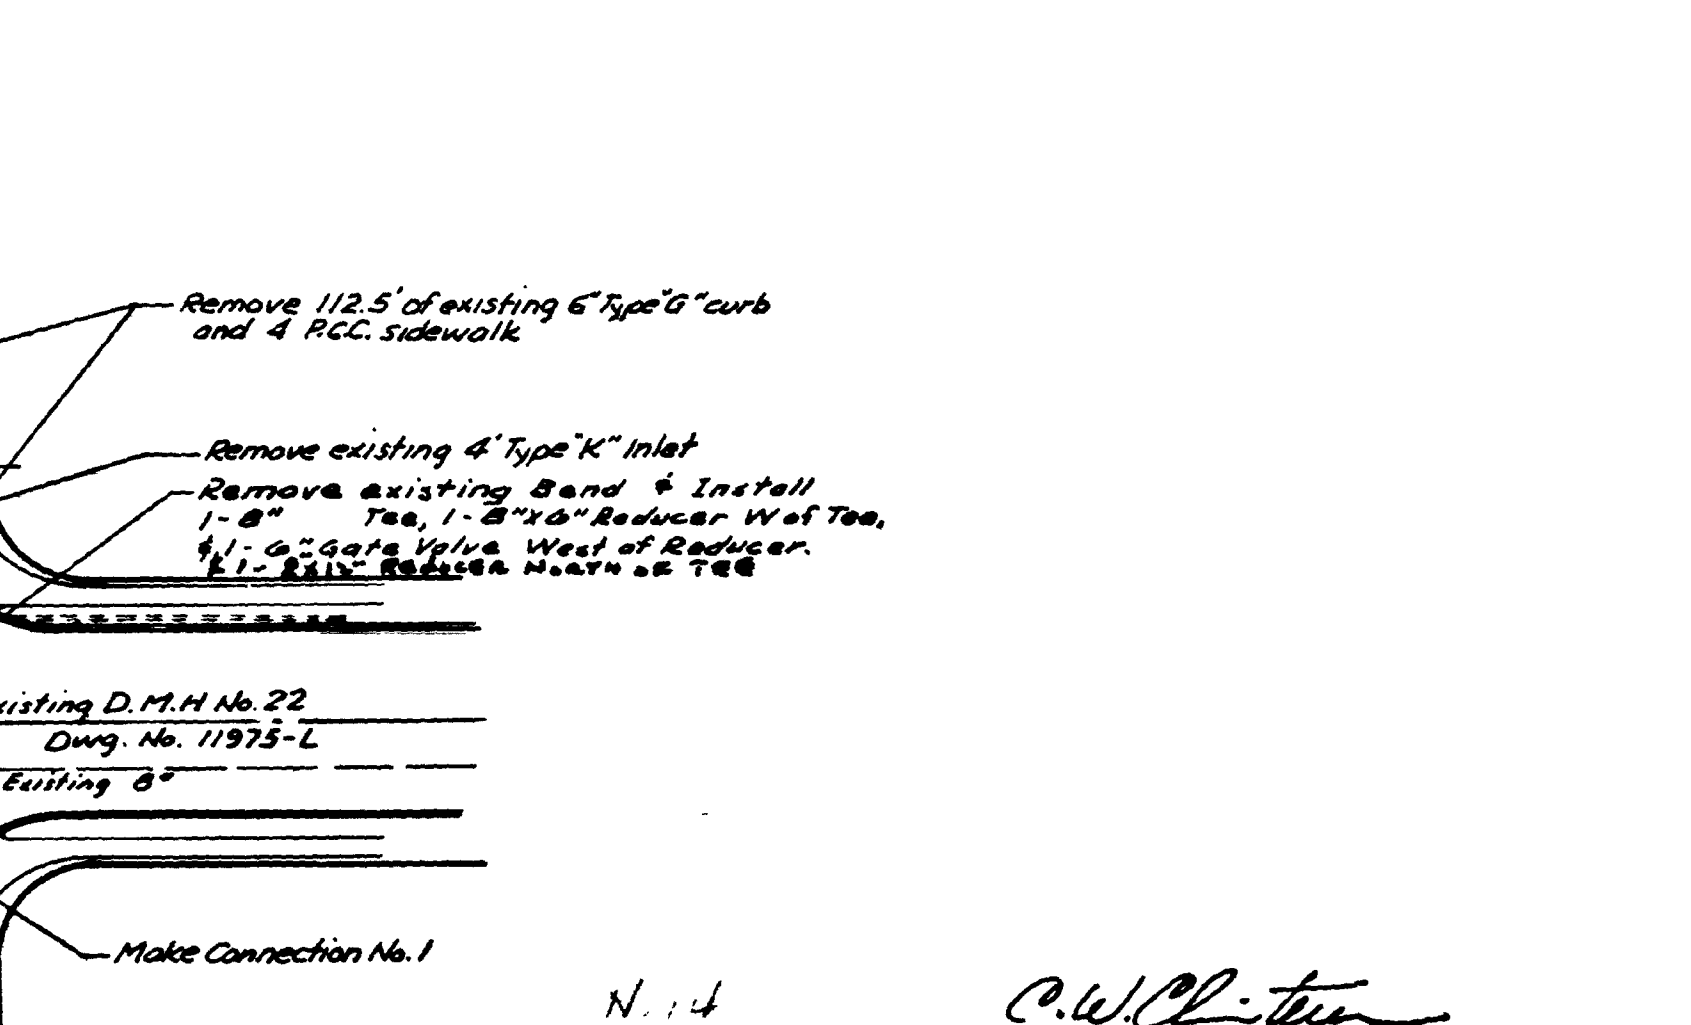 Remove 112.5' of existing 6" Type "G" curb
and 4 P.C.C. sidewalk
Remove existing 4' Type "K" Inlet
Remove existing Bend & Install
1-8" Tee, 1-8"x6" Reducer W of Tee,
& 1-6" Gate Valve West of Reducer.
& 1- REDUCER NORTH OF TEE
xisting D.M.H No. 22
Dwg. No. 11975-L
Existing 8"
Make Connection No. 1
C.W.